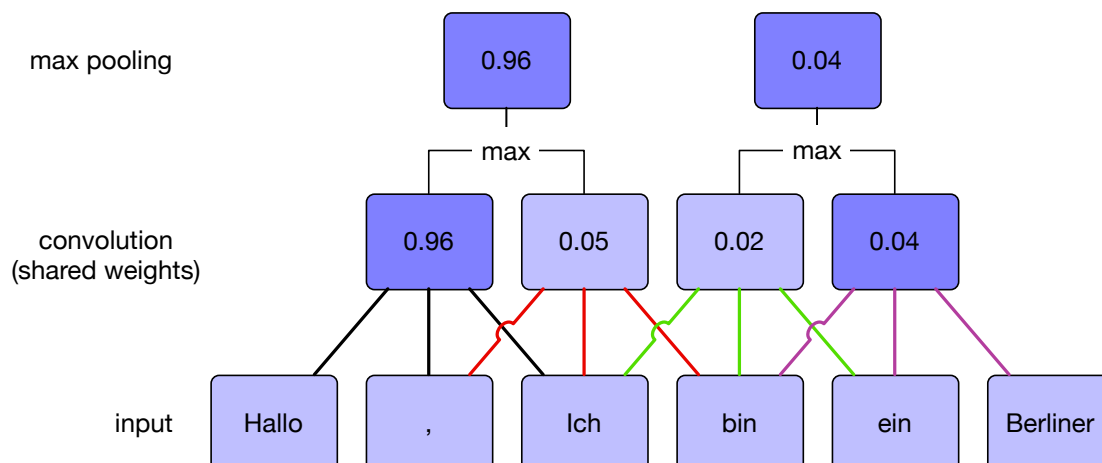 max pooling
0.96
0.04
max
max
convolution
(shared weights)
0.96
0.05
0.02
0.04
input
Hallo
,
Ich
bin
ein
Berliner